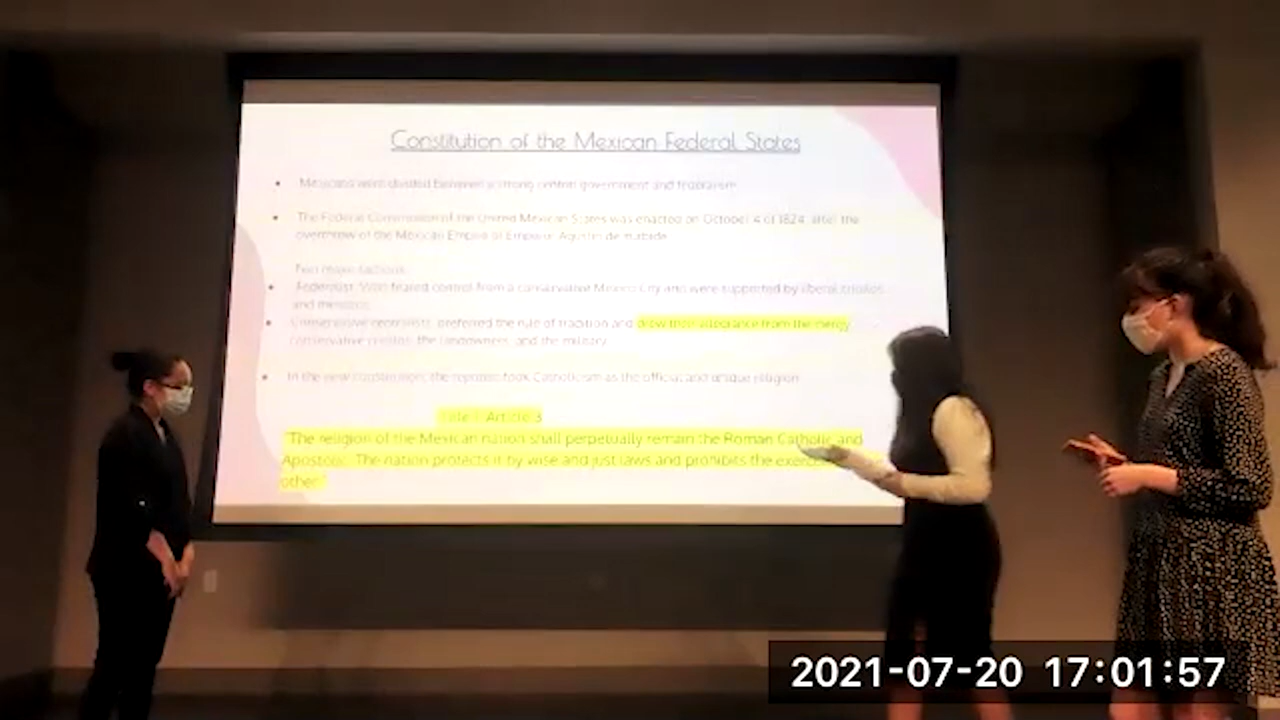 Constitution of the Mexican Federal States
Mexicans were divided between a strong central government and federalism
The Federal Constitution of the United Mexican States was enacted on October 4 of 1824, after the
overthrow of the Mexican Empire of Emperor Agustin de
Two major factions:
Federalist: Who feared control from a conservative Mexico City and were supported by liberal criollos
and mestizos
Conservative centralists: preferred the rule of tradition and drew their allegiance from the clergy
conservative criollos, the landowners, and the military
In the new constitution, the republic took Catholicism as the official and unique religion
Article 3
"The religion of the Mexican nation shall perpetually remain the Roman Catholic and
Apostolic. The nation protects it by wise and just laws and prohibits the
other"
2021-07-20 17:01:57